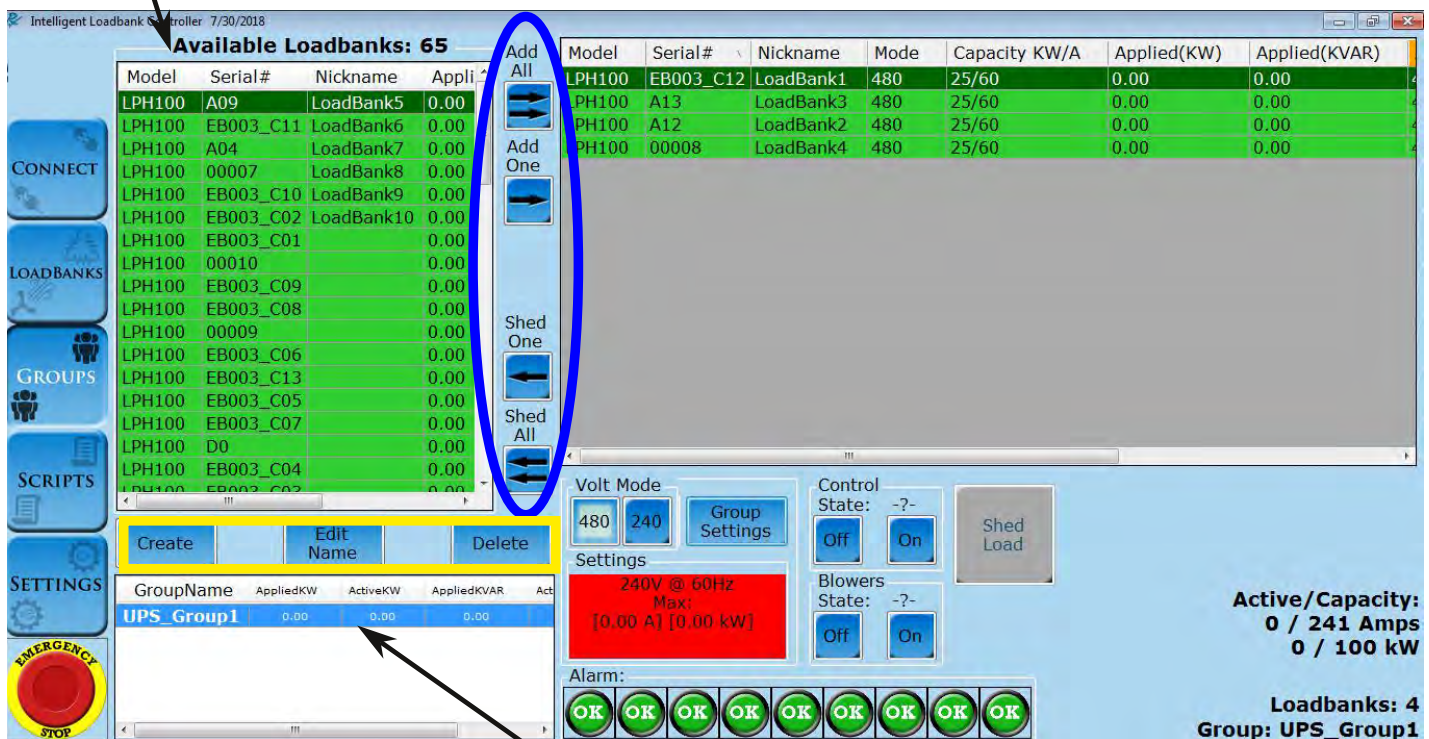 Intelligent Loadbank Controller 7/30/2018
Available Loadbanks: 65
Model Serial# Nickname Appli
LPH100 A09 LoadBank5 0.00
LPH100 EB003_C11 LoadBank6 0.00
LPH100 A04 LoadBank7 0.00
LPH100 00007 LoadBank8 0.00
LPH100 EB003_C10 LoadBank9 0.00
LPH100 EB003_C02 LoadBank10 0.00
LPH100 EB003_C01 0.00
LPH100 00010 0.00
LPH100 EB003_C09 0.00
LPH100 EB003_C08 0.00
LPH100 00009 0.00
LPH100 EB003_C06 0.00
LPH100 EB003_C13 0.00
LPH100 EB003_C05 0.00
LPH100 EB003_C07 0.00
LPH100 D0 0.00
LPH100 EB003_C04 0.00
Add
All
Add
One
Shed
One
Shed
All
Model Serial# Nickname Mode Capacity KW/A Applied(KW) Applied(KVAR)
LPH100 EB003_C12 LoadBank1 480 25/60 0.00 0.00
LPH100 A13 LoadBank3 480 25/60 0.00 0.00
LPH100 A12 LoadBank2 480 25/60 0.00 0.00
LPH100 00008 LoadBank4 480 25/60 0.00 0.00
CONNECT
LOADBANKS
GROUPS
SCRIPTS
SETTINGS
EMERGENCY
STOP
Create
Edit
Name
Delete
GroupName AppliedKW ActiveKW AppliedKVAR Act
UPS_Group1 0.00 0.00 0.00
Volt Mode
480 240
Group
Settings
Settings
240V @ 60Hz
Max:
[0.00 A] [0.00 kW]
Control
State: -?-
Off On
Blowers
State: -?-
Off On
Shed
Load
Alarm:
OK OK OK OK OK OK OK OK OK
Active/Capacity:
0 / 241 Amps
0 / 100 kW
Loadbanks: 4
Group: UPS_Group1